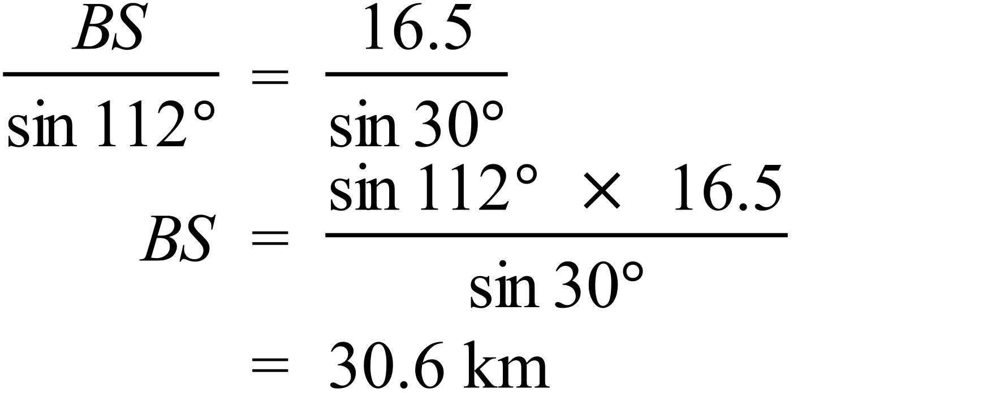 BS/sin 112° = 16.5/sin 30°
BS = sin 112° × 16.5/sin 30°
= 30.6 km